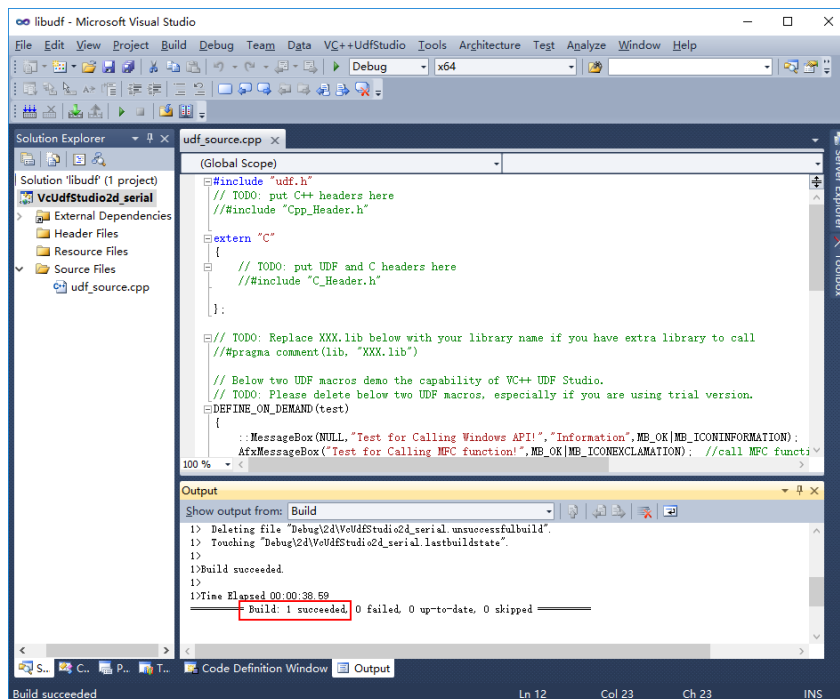 libudf - Microsoft Visual Studio
File Edit View Project Build Debug Team Data VC++UdfStudio Tools Architecture Test Analyze Window Help
Debug x64
Solution Explorer
Solution 'libudf' (1 project)
VcUdfStudio2d_serial
External Dependencies
Header Files
Resource Files
Source Files
udf_source.cpp
udf_source.cpp
(Global Scope)
#include "udf.h"
// TODO: put C++ headers here
//#include "Cpp_Header.h"
extern "C"
{
// TODO: put UDF and C headers here
//#include "C_Header.h"
};
// TODO: Replace XXX.lib below with your library name if you have extra library to call
//#pragma comment(lib, "XXX.lib")
// Below two UDF macros demo the capability of VC++ UDF Studio.
// TODO: Please delete below two UDF macros, especially if you are using trial version.
DEFINE_ON_DEMAND(test)
{
::MessageBox(NULL,"Test for Calling Windows API!","Information",MB_OK|MB_ICONINFORMATION);
AfxMessageBox("Test for Calling MFC function!",MB_OK|MB_ICONEXCLAMATION); //call MFC functi
100 %
Output
Show output from: Build
1> Deleting file "Debug\2d\VcUdfStudio2d_serial.unsuccessfulbuild".
1> Touching "Debug\2d\VcUdfStudio2d_serial.lastbuildstate".
1>
1>Build succeeded.
1>
1>Time Elapsed 00:00:38.59
========== Build: 1 succeeded, 0 failed, 0 up-to-date, 0 skipped ==========
S... C... P... T...
Code Definition Window Output
Build succeeded Ln 12 Col 23 Ch 23 INS
Server Explorer
Toolbox